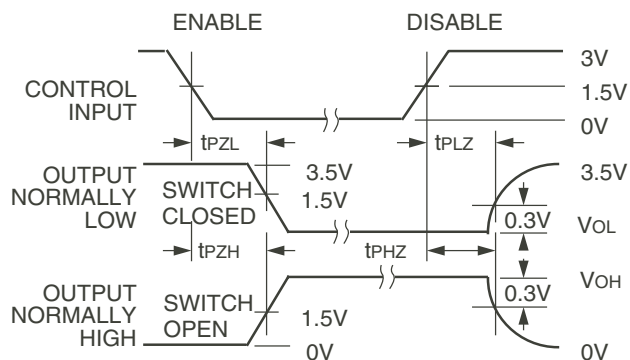 ENABLE DISABLE
3V
CONTROL INPUT 1.5V
0V
tPZL tPLZ
OUTPUT NORMALLY LOW 3.5V 3.5V
SWITCH CLOSED 1.5V
0.3V VOL
tPZH tPHZ
VOH
OUTPUT NORMALLY HIGH SWITCH OPEN 0.3V
1.5V
0V 0V